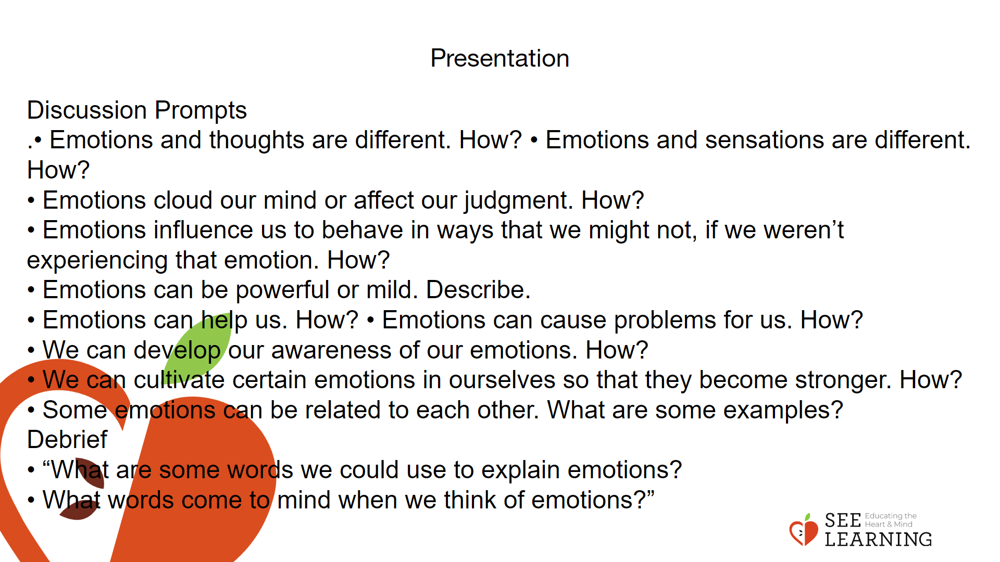 Presentation
Discussion Prompts
.• Emotions and thoughts are different. How? • Emotions and sensations are different.
How?
• Emotions cloud our mind or affect our judgment. How?
• Emotions influence us to behave in ways that we might not, if we weren’t
experiencing that emotion. How?
• Emotions can be powerful or mild. Describe.
• Emotions can help us. How? • Emotions can cause problems for us. How?
• We can develop our awareness of our emotions. How?
• We can cultivate certain emotions in ourselves so that they become stronger. How?
• Some emotions can be related to each other. What are some examples?
Debrief
• “What are some words we could use to explain emotions?
• What words come to mind when we think of emotions?”
SEE
Educating the
Heart & Mind
LEARNING